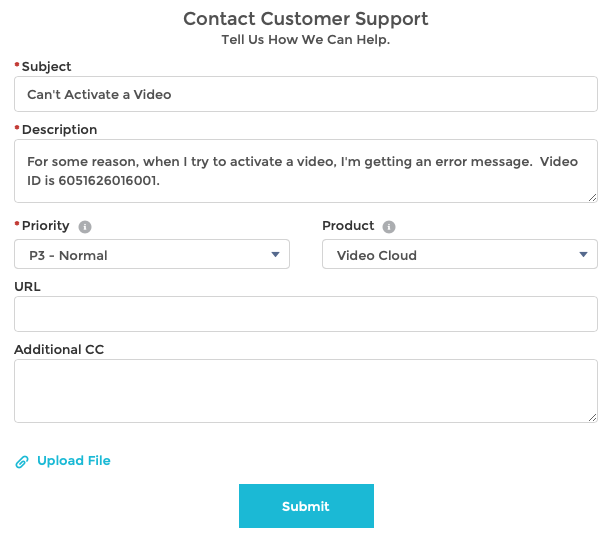 Contact Customer Support
Tell Us How We Can Help.
*Subject
Can't Activate a Video
*Description
For some reason, when I try to activate a video, I'm getting an error message.  Video
ID is 6051626016001.
*Priority i Product i
P3 - Normal Video Cloud
URL
Additional CC
Upload File
Submit